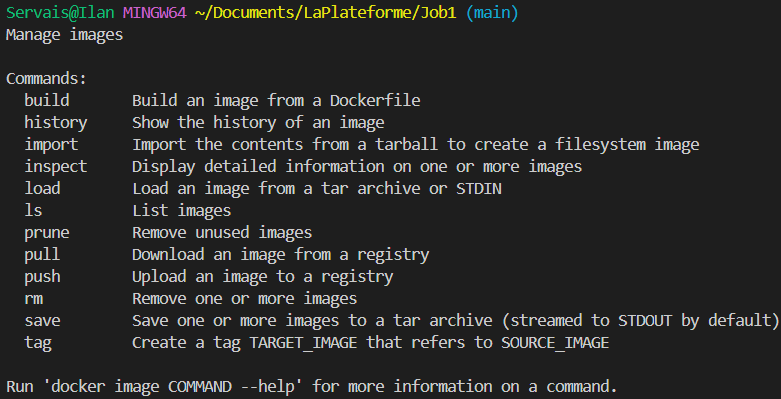 Servais@Ilan MINGW64 ~/Documents/LaPlateforme/Job1 (main)
Manage images
Commands:
build Build an image from a Dockerfile
history Show the history of an image
import Import the contents from a tarball to create a filesystem image
inspect Display detailed information on one or more images
load Load an image from a tar archive or STDIN
ls List images
prune Remove unused images
pull Download an image from a registry
push Upload an image to a registry
rm Remove one or more images
save Save one or more images to a tar archive (streamed to STDOUT by default)
tag Create a tag TARGET_IMAGE that refers to SOURCE_IMAGE
Run 'docker image COMMAND --help' for more information on a command.